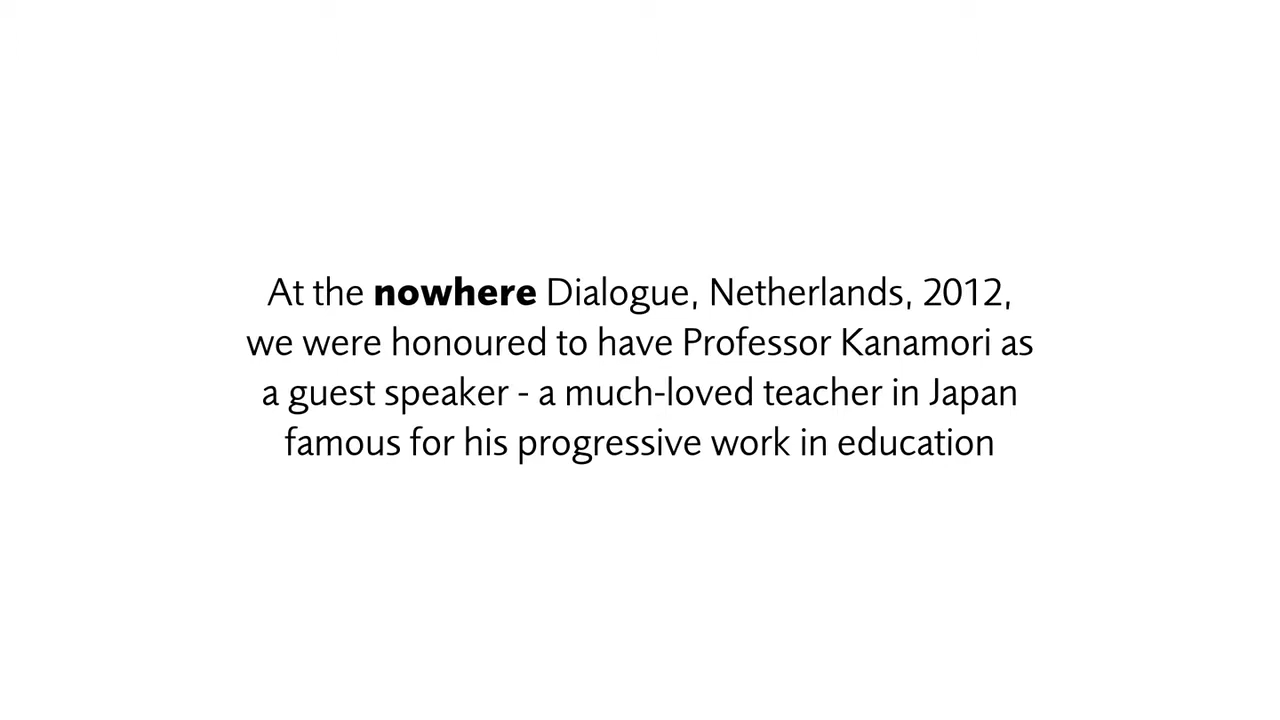 At the nowhere Dialogue, Netherlands, 2012,
we were honoured to have Professor Kanamori as
a guest speaker - a much-loved teacher in Japan
famous for his progressive work in education